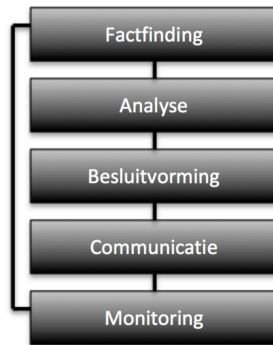 Factfinding
Analyse
Besluitvorming
Communicatie
Monitoring